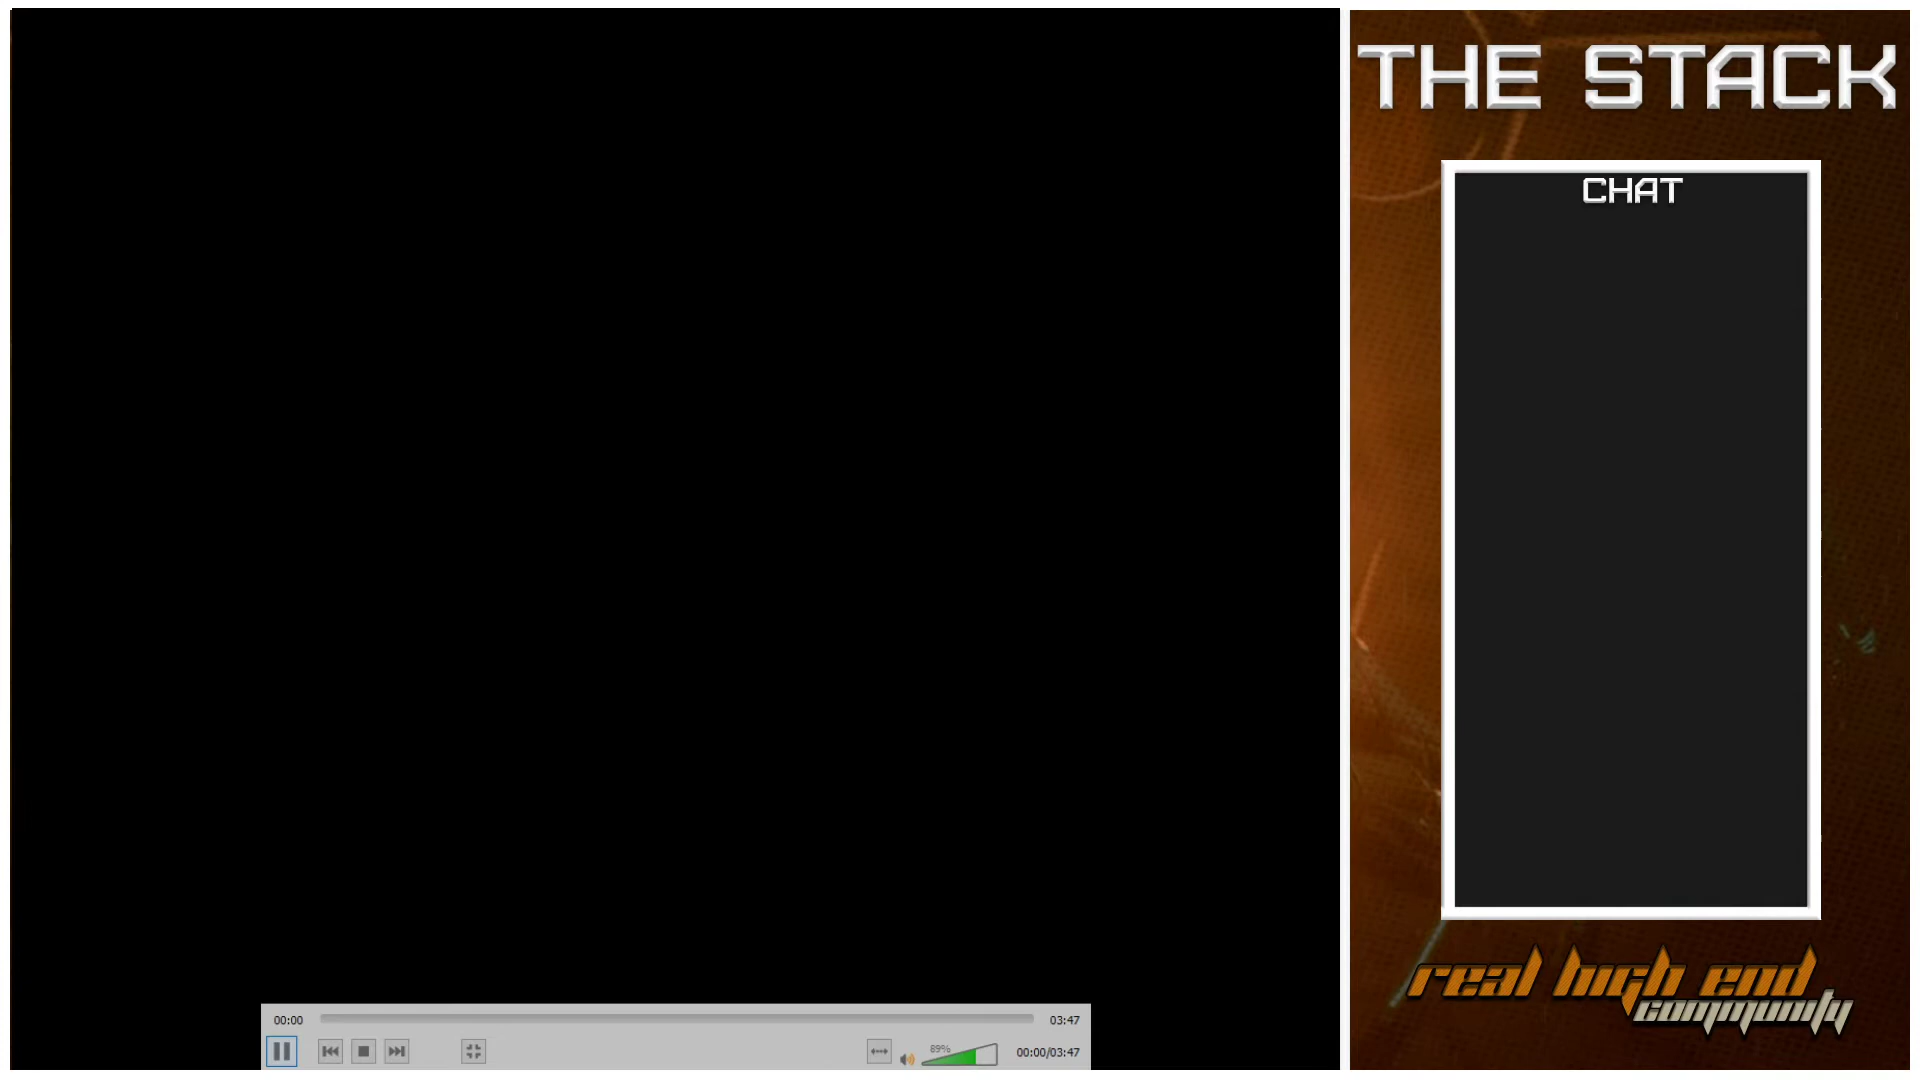 THE STACK
CHAT
real high end
community
00:00
03:47
89%
00:00/03:47